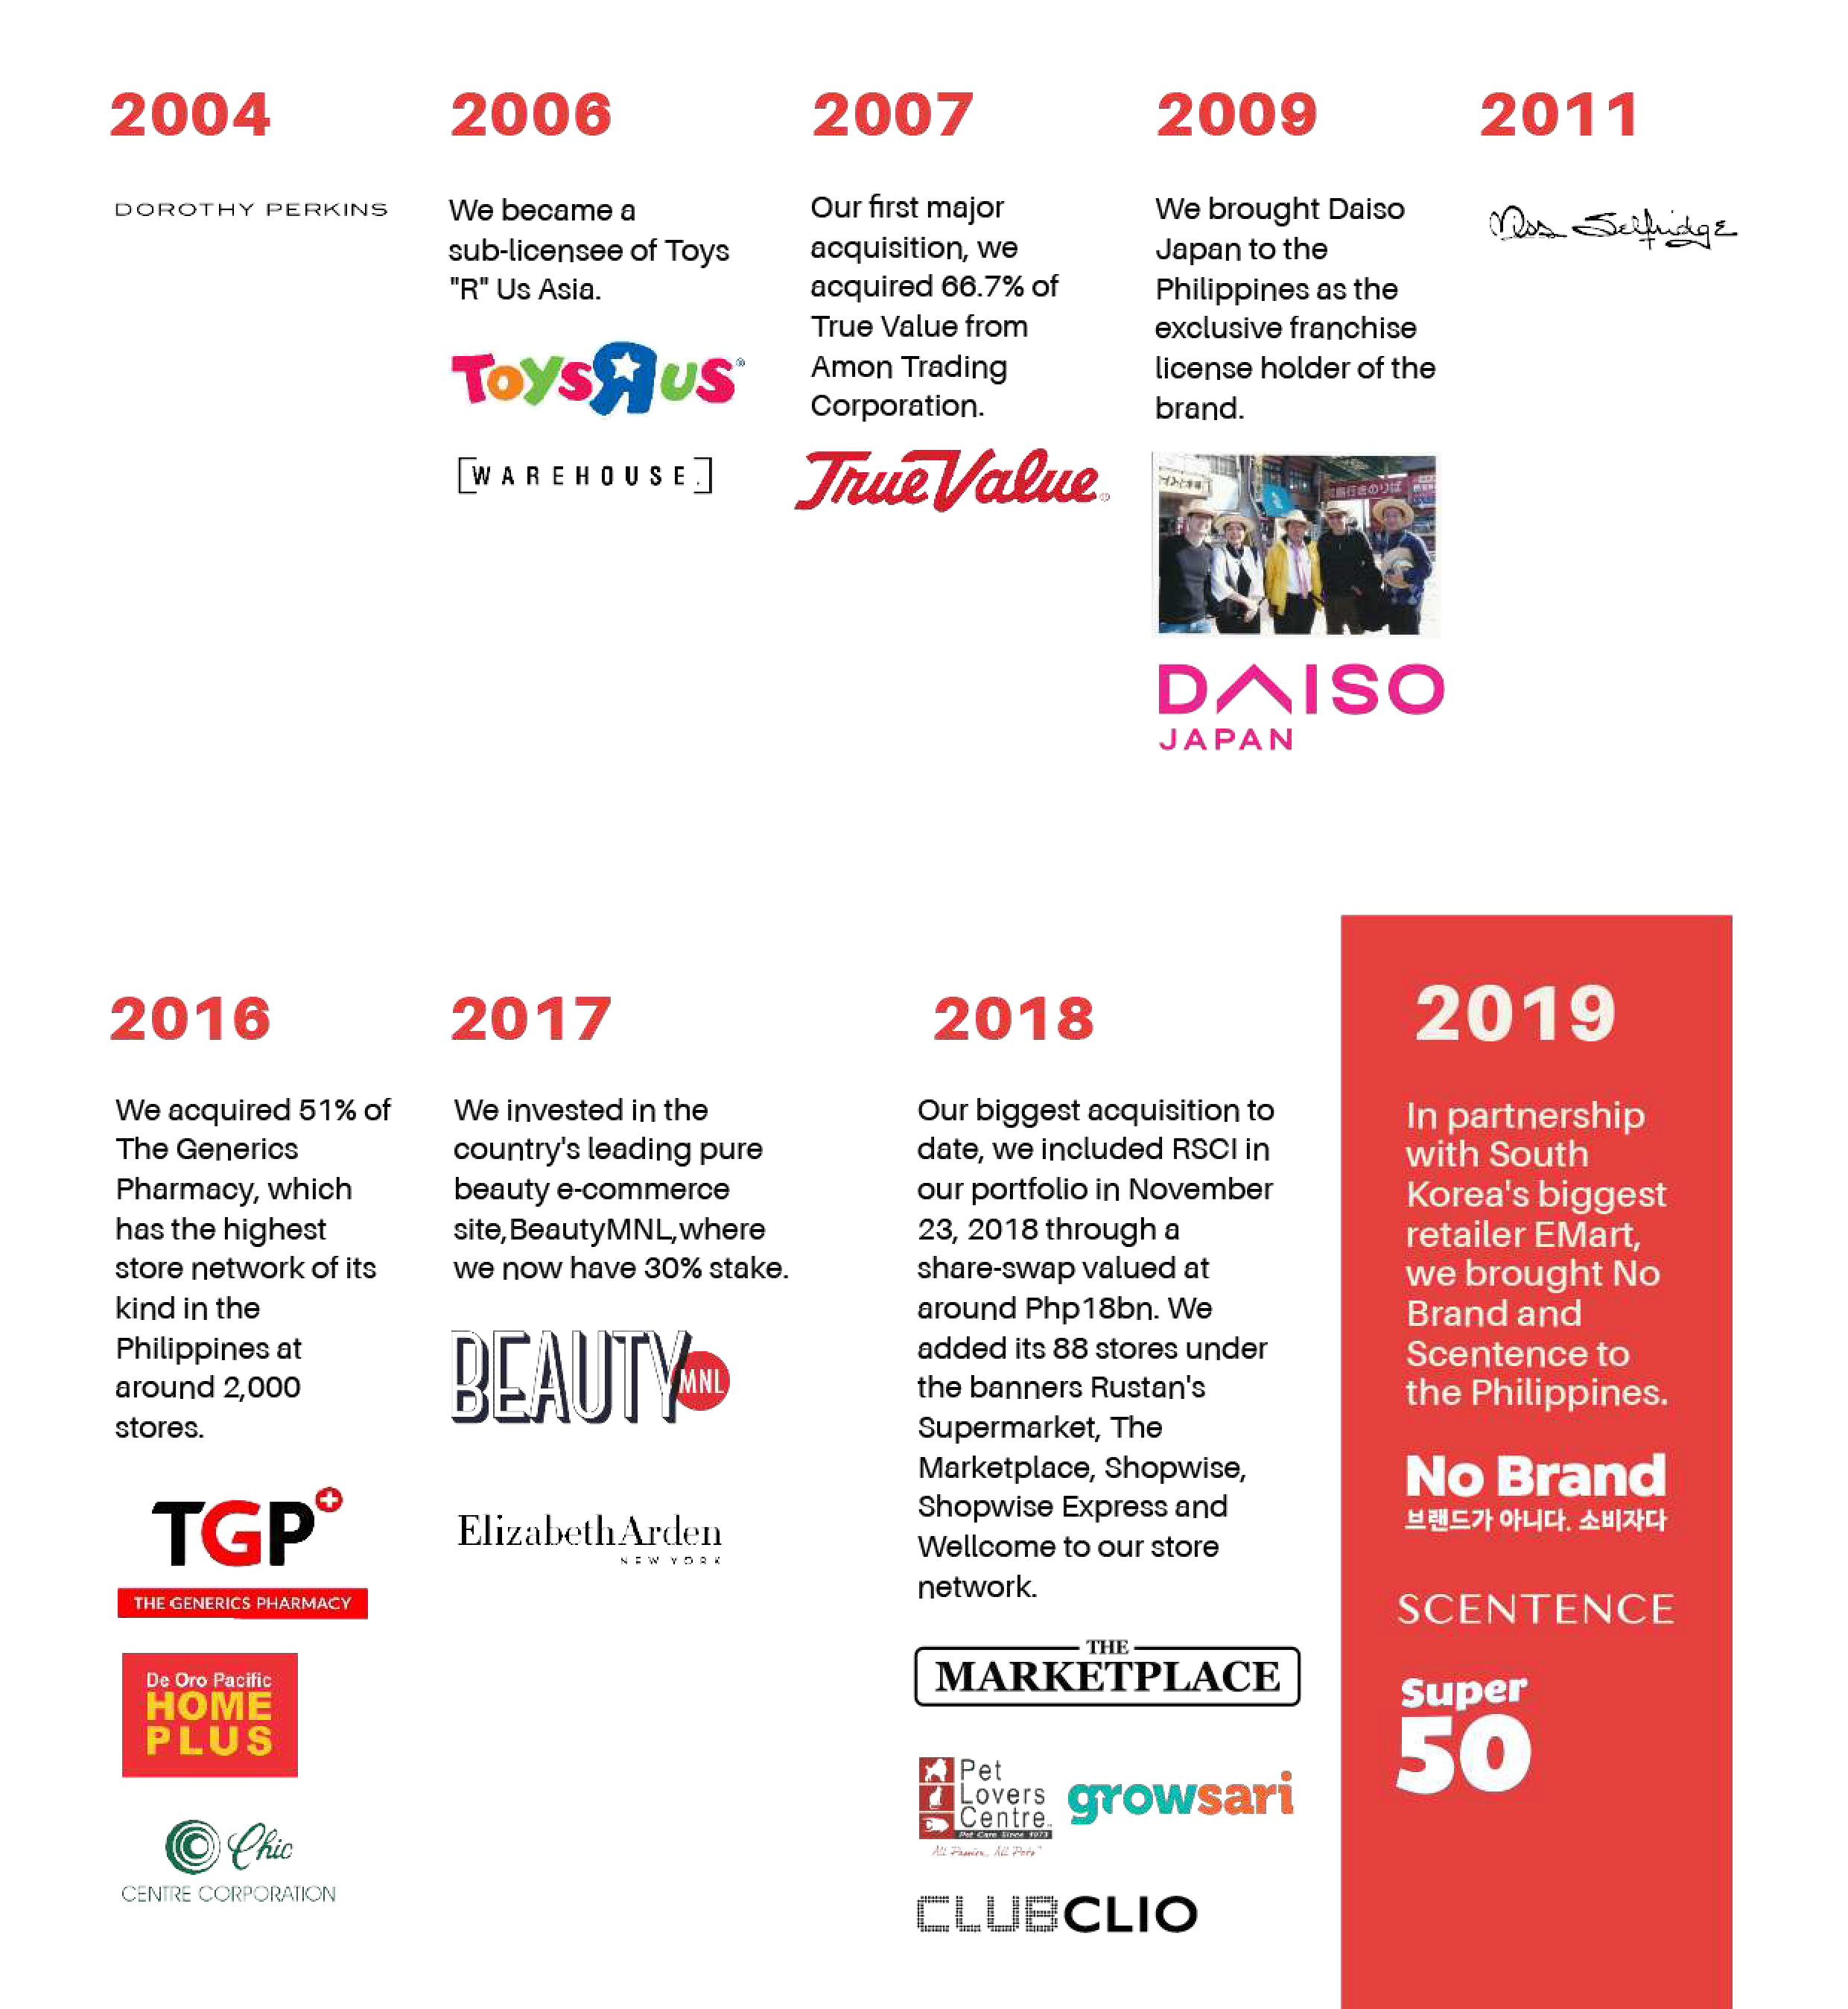 2004
DOROTHY PERKINS
2006
We became a
sub-licensee of Toys
"R" Us Asia.
ToysRus®
[WAREHOUSE.]
2007
Our first major
acquisition, we
acquired 66.7% of
True Value from
Amon Trading
Corporation.
True Value®
2009
We brought Daiso
Japan to the
Philippines as the
exclusive franchise
license holder of the
brand.
DAISO
JAPAN
2011
Miss Selfridge
2016
We acquired 51% of
The Generics
Pharmacy, which
has the highest
store network of its
kind in the
Philippines at
around 2,000
stores.
TGP
THE GENERICS PHARMACY
De Oro Pacific
HOME
PLUS
Chic
CENTRE CORPORATION
2017
We invested in the
country's leading pure
beauty e-commerce
site,BeautyMNL,where
we now have 30% stake.
BEAUTY MNL
Elizabeth Arden
NEW YORK
2018
Our biggest acquisition to
date, we included RSCI in
our portfolio in November
23, 2018 through a
share-swap valued at
around Php18bn. We
added its 88 stores under
the banners Rustan's
Supermarket, The
Marketplace, Shopwise,
Shopwise Express and
Wellcome to our store
network.
THE
MARKETPLACE
Pet
Lovers
Centre
Pet Care Since 1973
All Passion. All Pets
growsari
CLUBCLIO
2019
In partnership
with South
Korea's biggest
retailer EMart,
we brought No
Brand and
Scentence to
the Philippines.
No Brand
브랜드가 아니다. 소비자다
SCENTENCE
Super
50